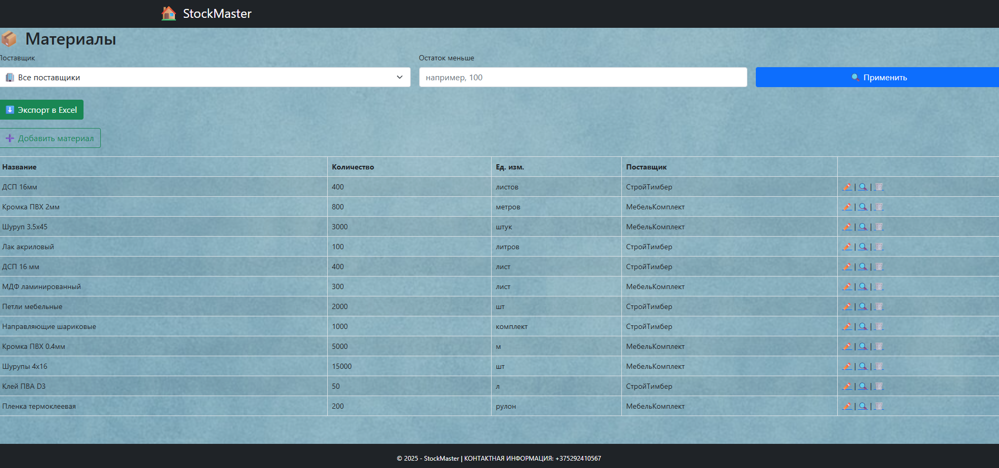 StockMaster
Материалы
Поставщик
Остаток меньше
Все поставщики
например, 100
Применить
Экспорт в Excel
Добавить материал
Название Количество Ед. изм. Поставщик
ДСП 16мм 400 листов СтройТимбер | |
Кромка ПВХ 2мм 800 метров МебельКомплект | |
Шуруп 3.5x45 3000 штук МебельКомплект | |
Лак акриловый 100 литров СтройТимбер | |
ДСП 16 мм 400 лист СтройТимбер | |
МДФ ламинированный 300 лист МебельКомплект | |
Петли мебельные 2000 шт СтройТимбер | |
Направляющие шариковые 1000 комплект СтройТимбер | |
Кромка ПВХ 0.4мм 5000 м МебельКомплект | |
Шурупы 4x16 15000 шт МебельКомплект | |
Клей ПВА D3 50 л СтройТимбер | |
Пленка термоклеевая 200 рулон МебельКомплект | |
© 2025 - StockMaster | КОНТАКТНАЯ ИНФОРМАЦИЯ: +375292410567